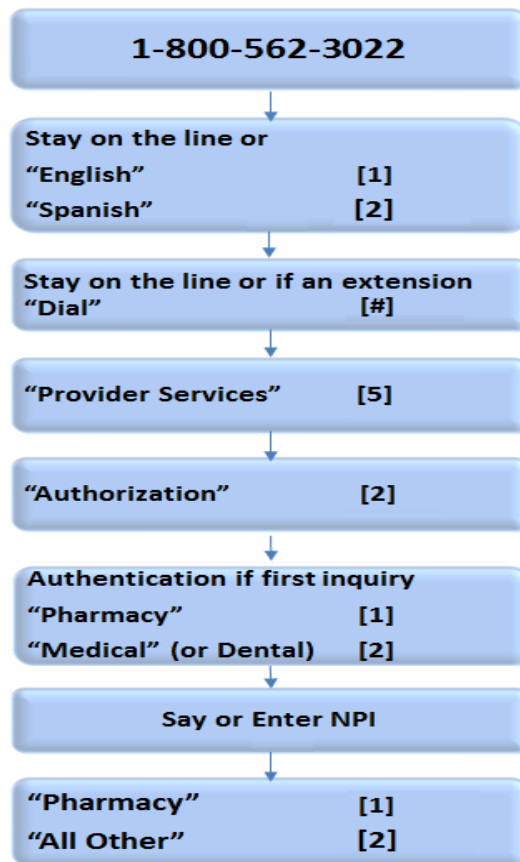 1-800-562-3022
Stay on the line or
“English” [1]
“Spanish” [2]
Stay on the line or if an extension
“Dial” [#]
“Provider Services” [5]
“Authorization” [2]
Authentication if first inquiry
“Pharmacy” [1]
“Medical” (or Dental) [2]
Say or Enter NPI
“Pharmacy” [1]
“All Other” [2]